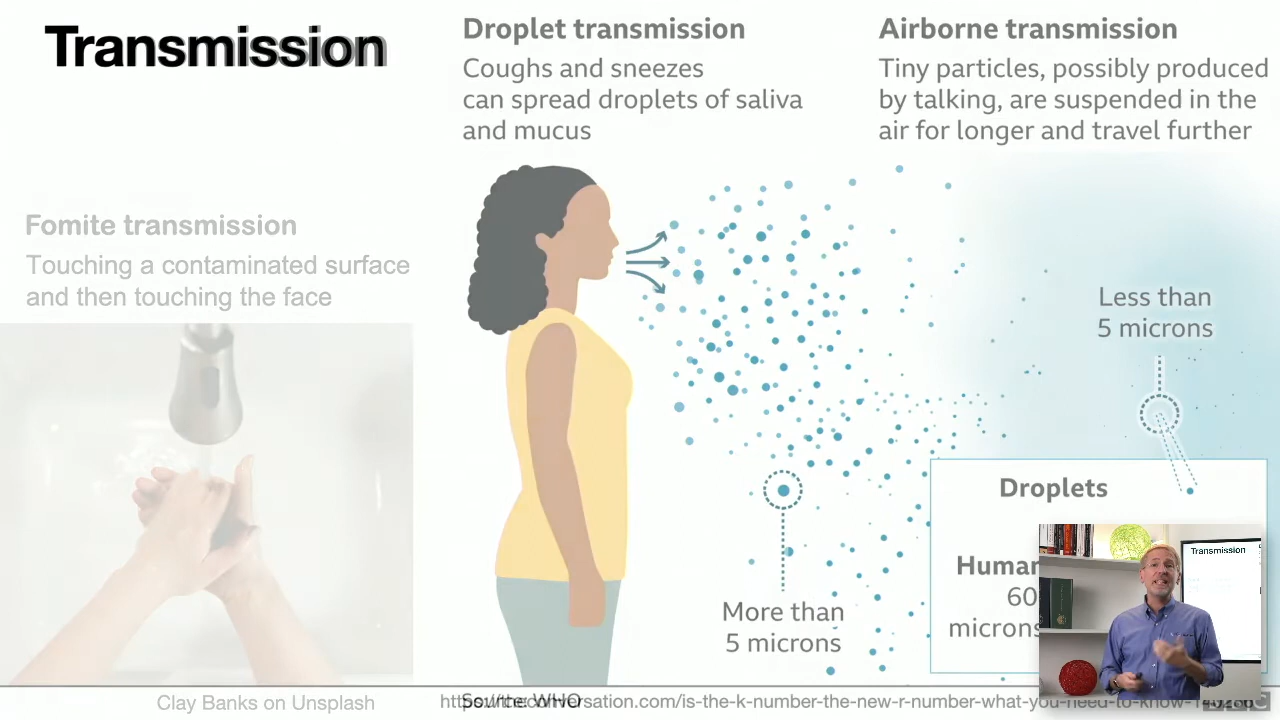 Transmission
Droplet transmission
Coughs and sneezes
can spread droplets of saliva
and mucus
Airborne transmission
Tiny particles, possibly produced
by talking, are suspended in the
air for longer and travel further
Fomite transmission
Touching a contaminated surface
and then touching the face
Less than
5 microns
More than
5 microns
Droplets
Human
60
microns
Transmission
Clay Banks on Unsplash
Source: WHO